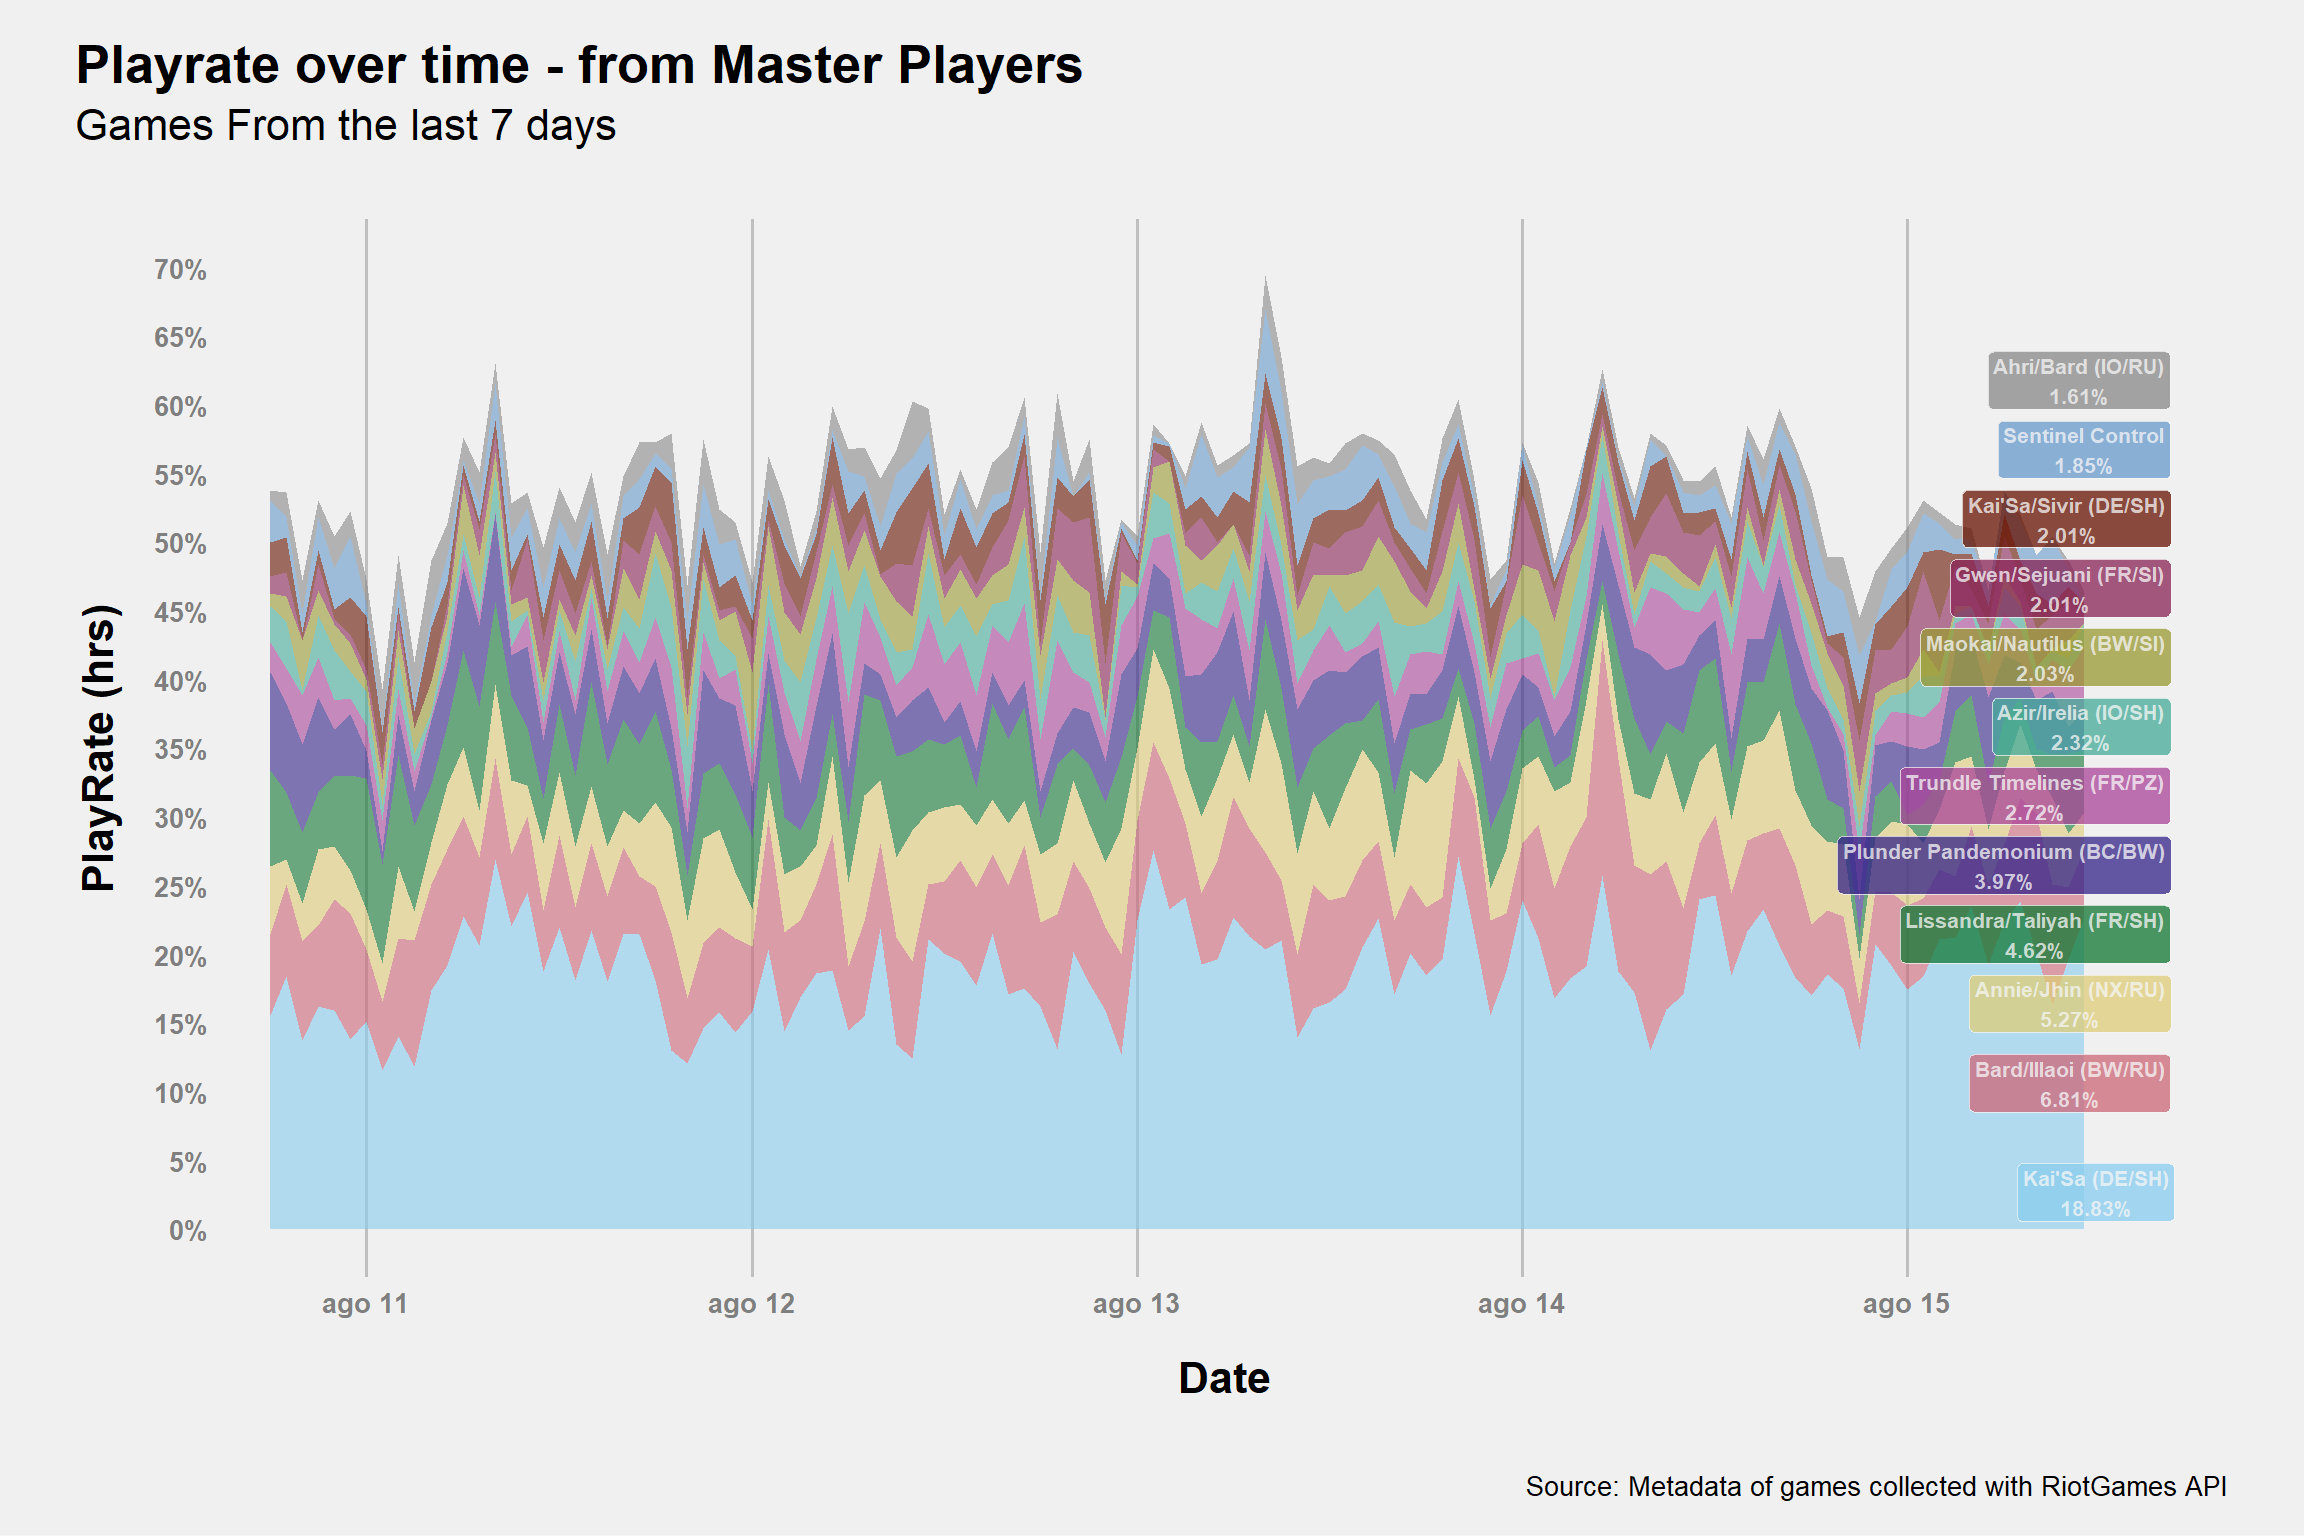 Playrate over time - from Master Players
Games From the last 7 days
PlayRate (hrs)
70%
65%
60%
55%
50%
45%
40%
35%
30%
25%
20%
15%
10%
5%
0%
Ahri/Bard (IO/RU)
1.61%
Sentinel Control
1.85%
Kai'Sa/Sivir (DE/SH)
2.01%
Gwen/Sejuani (FR/SI)
2.01%
Maokai/Nautilus (BW/SI)
2.03%
Azir/Irelia (IO/SH)
2.32%
Trundle Timelines (FR/PZ)
2.72%
Plunder Pandemonium (BC/BW)
3.97%
Lissandra/Taliyah (FR/SH)
4.62%
Annie/Jhin (NX/RU)
5.27%
Bard/Illaoi (BW/RU)
6.81%
Kai'Sa (DE/SH)
18.83%
ago 11
ago 12
ago 13
ago 14
ago 15
Date
Source: Metadata of games collected with RiotGames API